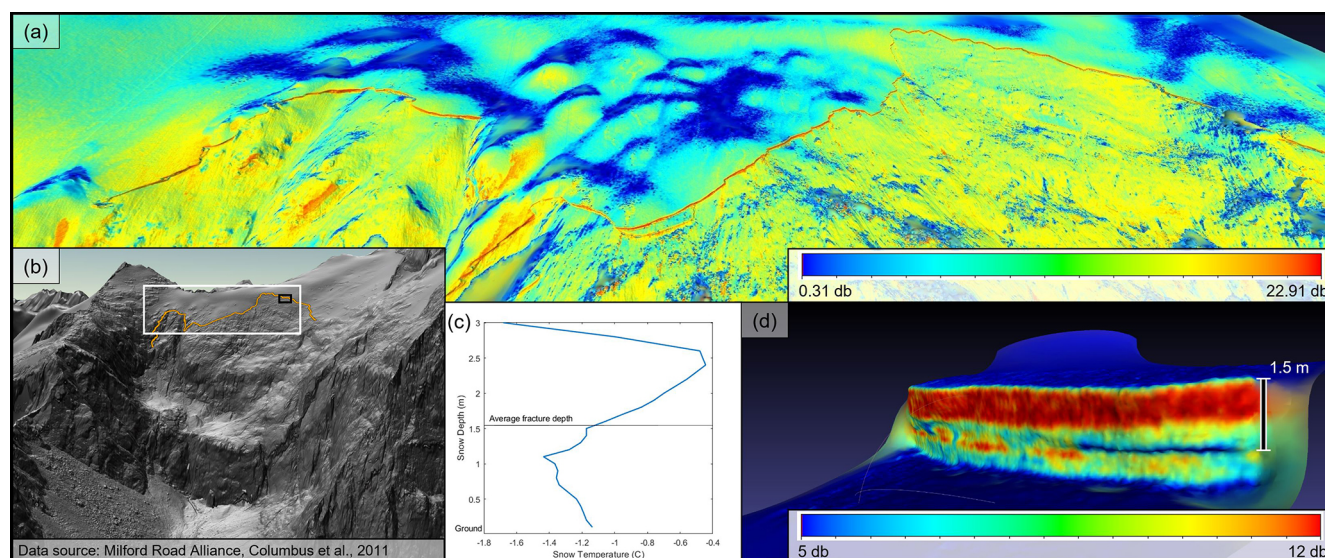 (a)
0.31 db
22.91 db
(b)
Data source: Milford Road Alliance, Columbus et al., 2011
(c)
3
2.5
2
1.5
1
0.5
Ground
Average fracture depth
Snow Depth (m)
-1.8
-1.6
-1.4
-1.2
-1
-0.8
-0.6
-0.4
Snow Temperature (C)
(d)
1.5 m
5 db
12 db